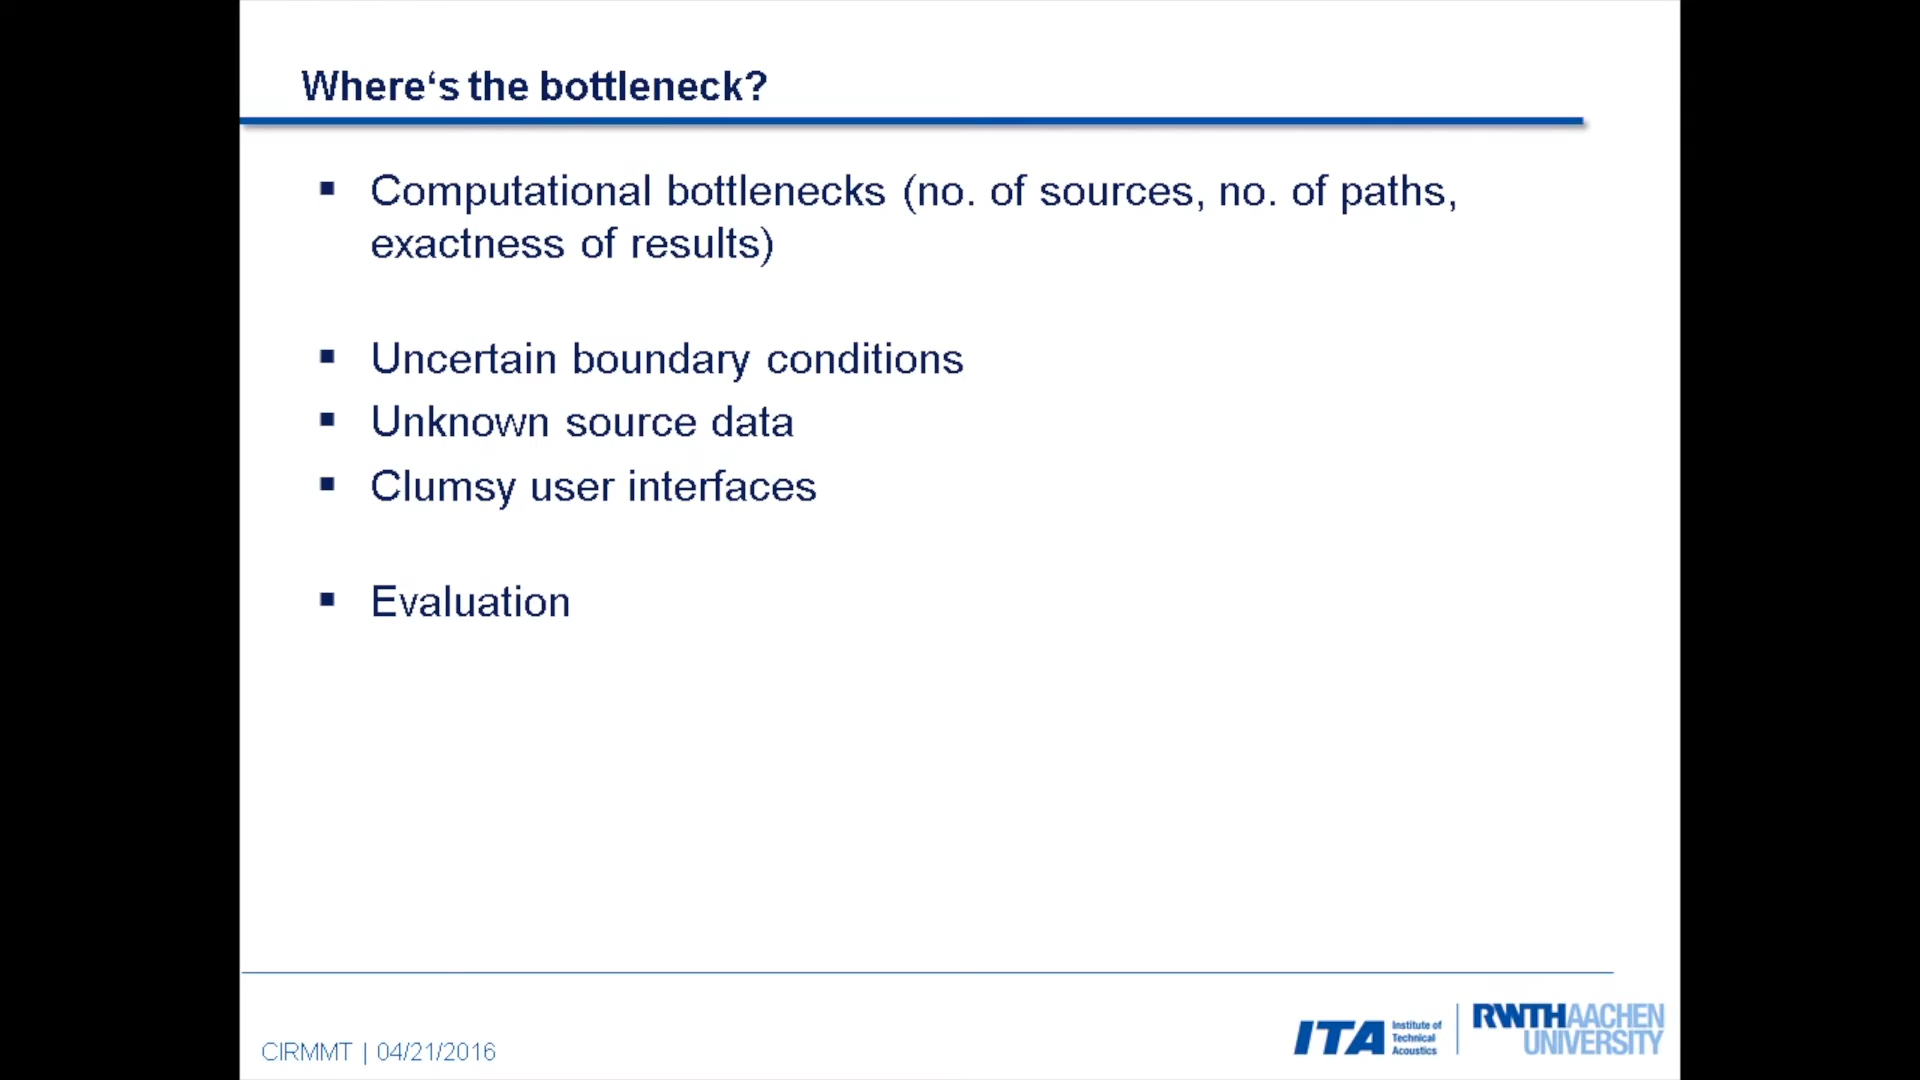 Where‘s the bottleneck?
▪ Computational bottlenecks (no. of sources, no. of paths,
exactness of results)
▪ Uncertain boundary conditions
▪ Unknown source data
▪ Clumsy user interfaces
▪ Evaluation
CIRMMT | 04/21/2016
ITA
Institute of
Technical
Acoustics
RWTHAACHEN
UNIVERSITY